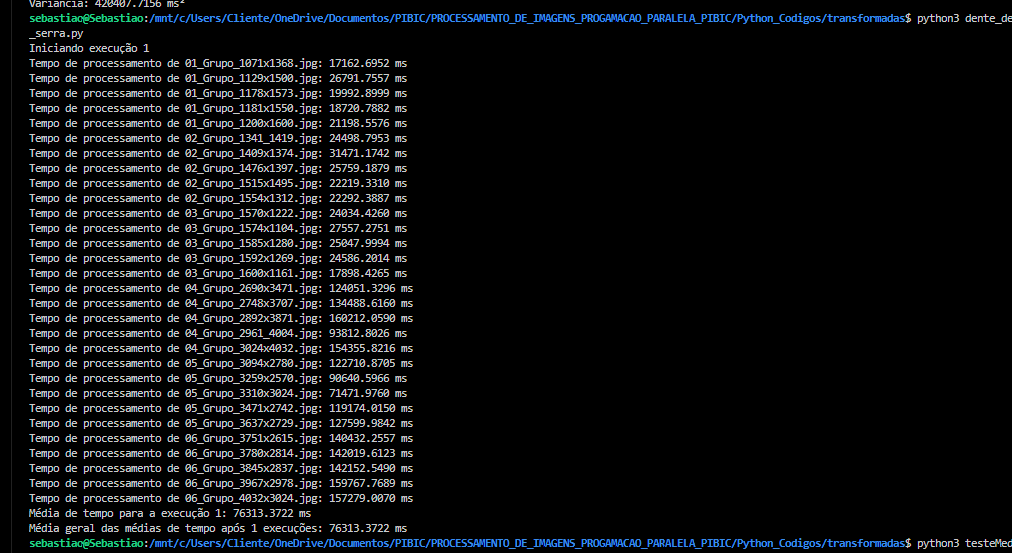 Variância: 420407.7156 ms²
sebastiao@Sebastiao:/mnt/c/Users/Cliente/OneDrive/Documentos/PIBIC/PROCESSAMENTO_DE_IMAGENS_PROGAMACAO_PARALELA_PIBIC/Python_Codigos/transformadas$ python3 dente_de
_serra.py
Iniciando execução 1
Tempo de processamento de 01_Grupo_1071x1368.jpg: 17162.6952 ms
Tempo de processamento de 01_Grupo_1129x1500.jpg: 26791.7557 ms
Tempo de processamento de 01_Grupo_1178x1573.jpg: 19992.8999 ms
Tempo de processamento de 01_Grupo_1181x1550.jpg: 18720.7882 ms
Tempo de processamento de 01_Grupo_1200x1600.jpg: 21198.5576 ms
Tempo de processamento de 02_Grupo_1341_1419.jpg: 24498.7953 ms
Tempo de processamento de 02_Grupo_1409x1374.jpg: 31471.1742 ms
Tempo de processamento de 02_Grupo_1476x1397.jpg: 25759.1879 ms
Tempo de processamento de 02_Grupo_1515x1495.jpg: 22219.3310 ms
Tempo de processamento de 02_Grupo_1554x1312.jpg: 22292.3887 ms
Tempo de processamento de 03_Grupo_1570x1222.jpg: 24034.4260 ms
Tempo de processamento de 03_Grupo_1574x1104.jpg: 27557.2751 ms
Tempo de processamento de 03_Grupo_1585x1280.jpg: 25047.9994 ms
Tempo de processamento de 03_Grupo_1592x1269.jpg: 24586.2014 ms
Tempo de processamento de 03_Grupo_1600x1161.jpg: 17898.4265 ms
Tempo de processamento de 04_Grupo_2690x3471.jpg: 124051.3296 ms
Tempo de processamento de 04_Grupo_2748x3707.jpg: 134488.6160 ms
Tempo de processamento de 04_Grupo_2892x3871.jpg: 160212.0590 ms
Tempo de processamento de 04_Grupo_2961_4004.jpg: 93812.8026 ms
Tempo de processamento de 04_Grupo_3024x4032.jpg: 154355.8216 ms
Tempo de processamento de 05_Grupo_3094x2780.jpg: 122710.8705 ms
Tempo de processamento de 05_Grupo_3259x2570.jpg: 90640.5966 ms
Tempo de processamento de 05_Grupo_3310x3024.jpg: 71471.9760 ms
Tempo de processamento de 05_Grupo_3471x2742.jpg: 119174.0150 ms
Tempo de processamento de 05_Grupo_3637x2729.jpg: 127599.9842 ms
Tempo de processamento de 06_Grupo_3751x2615.jpg: 140432.2557 ms
Tempo de processamento de 06_Grupo_3780x2814.jpg: 142019.6123 ms
Tempo de processamento de 06_Grupo_3845x2837.jpg: 142152.5490 ms
Tempo de processamento de 06_Grupo_3967x2978.jpg: 159767.7689 ms
Tempo de processamento de 06_Grupo_4032x3024.jpg: 157279.0070 ms
Média de tempo para a execução 1: 76313.3722 ms
Média geral das médias de tempo após 1 execuções: 76313.3722 ms
sebastiao@Sebastiao:/mnt/c/Users/Cliente/OneDrive/Documentos/PIBIC/PROCESSAMENTO_DE_IMAGENS_PROGAMACAO_PARALELA_PIBIC/Python_Codigos/transformadas$ python3 testeMed